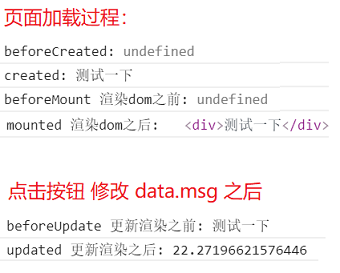 页面加载过程:
beforeCreated: undefined
created: 测试一下
beforeMount 渲染dom之前: undefined
mounted 渲染dom之后: <div>测试一下</div>
点击按钮 修改 data.msg 之后
beforeUpdate 更新渲染之前: 测试一下
updated 更新渲染之后: 22.27196621576446